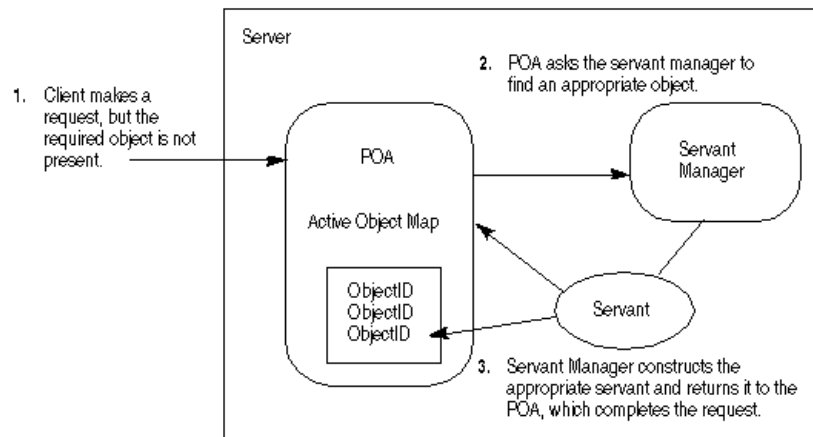 Server
1. Client makes a
request, but the
required object is not
present.
2. POA asks the servant manager to
find an appropriate object.
POA
Active Object Map
ObjectID
ObjectID
ObjectID
Servant
Manager
Servant
3. Servant Manager constructs the
appropriate servant and returns it to the
POA, which completes the request.